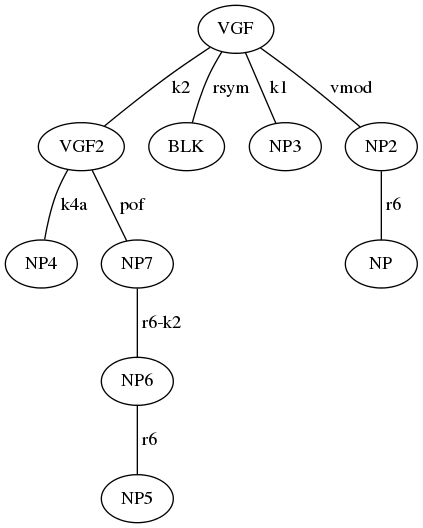 VGF
k2 rsym k1 vmod
VGF2 BLK NP3 NP2
k4a pof r6
NP4 NP7 NP
r6-k2
NP6
r6
NP5